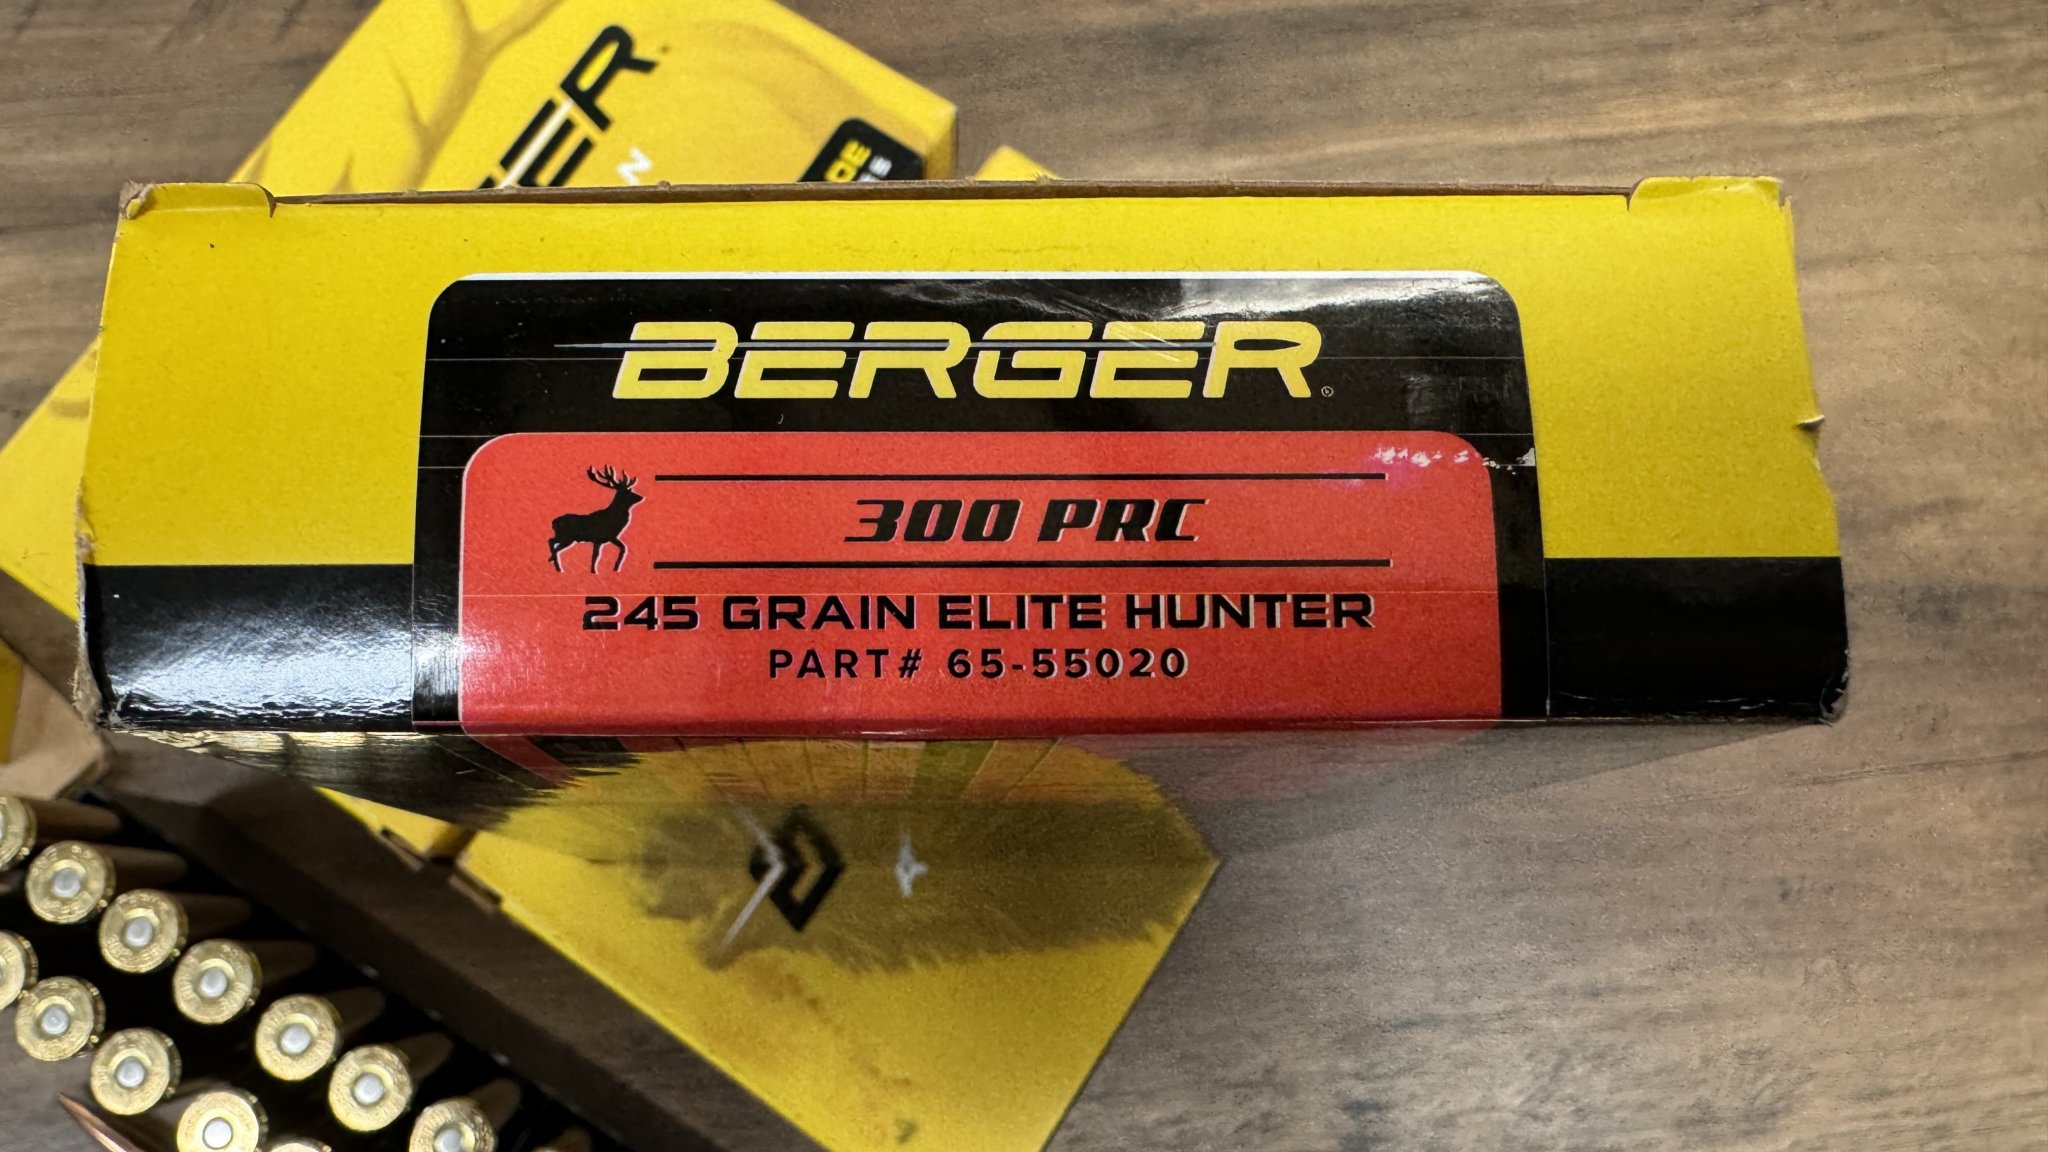 BERGER
300 PRC
245 GRAIN ELITE HUNTER
PART# 65-55020